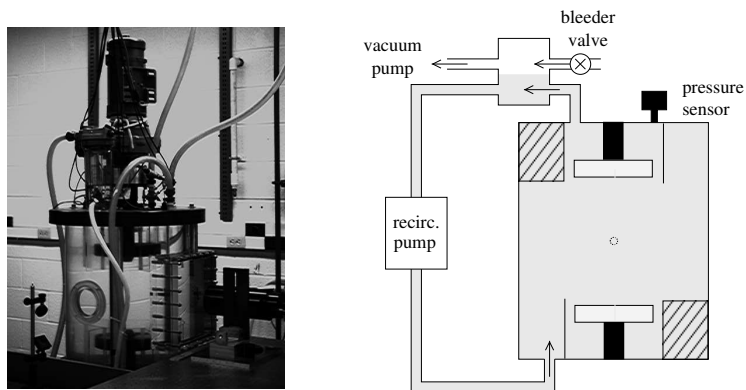 bleeder
valve
vacuum
pump
pressure
sensor
recirc.
pump